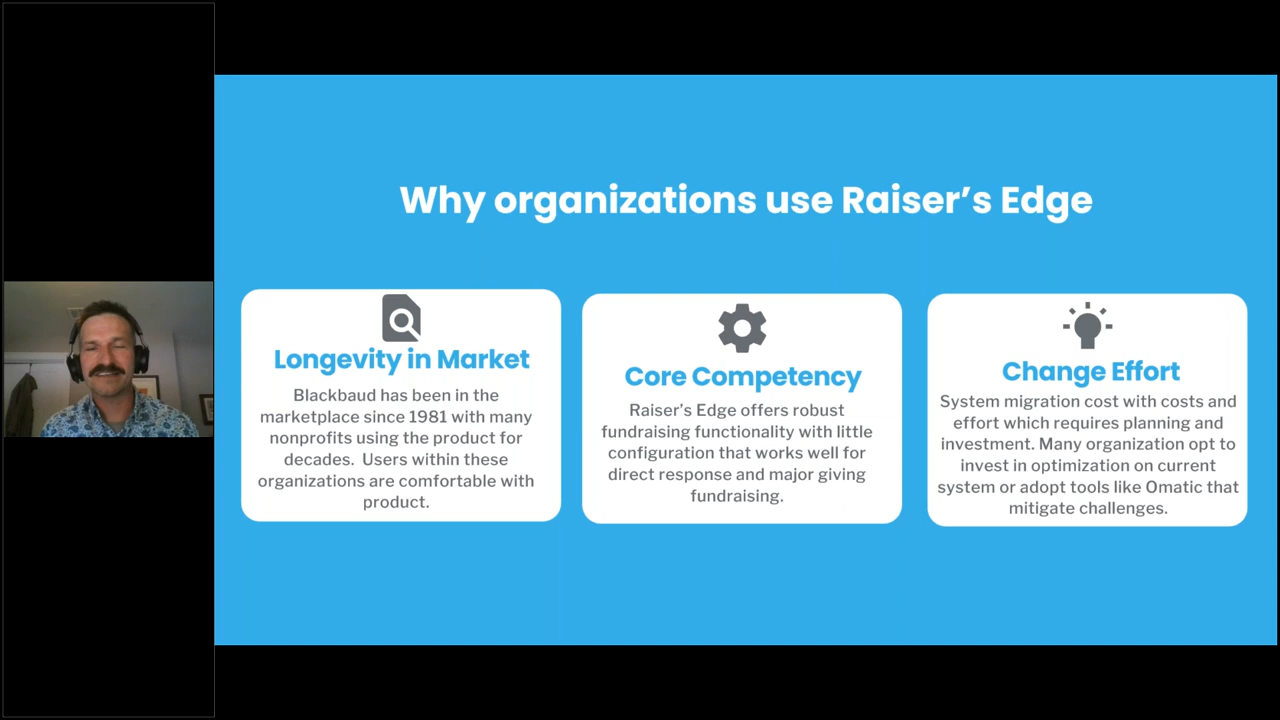 Why organizations use Raiser’s Edge
Longevity in Market
Blackbaud has been in the
marketplace since 1981 with many
nonprofits using the product for
decades. Users within these
organizations are comfortable with
product.
Core Competency
Raiser’s Edge offers robust
fundraising functionality with little
configuration that works well for
direct response and major giving
fundraising.
Change Effort
System migration cost with costs and
effort which requires planning and
investment. Many organization opt to
invest in optimization on current
system or adopt tools like Omatic that
mitigate challenges.